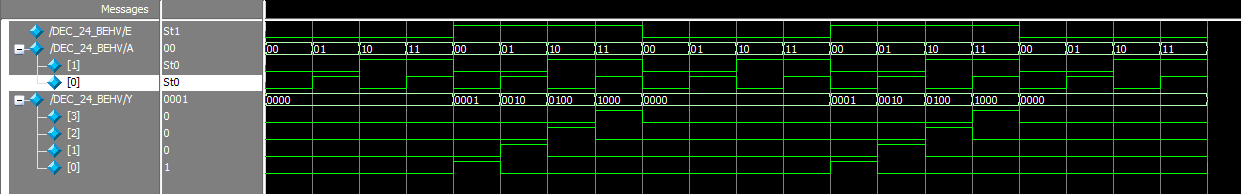 Messages
/DEC_24_BEHV/E St1
/DEC_24_BEHV/A 00 00 01 10 11 00 01 10 11 00 01 10 11 00 01 10 11 00 01 10 11
[1] St0
[0] St0
/DEC_24_BEHV/Y 0001 0000 0001 0010 0100 1000 0000 0001 0010 0100 1000 0000
[3] 0
[2] 0
[1] 0
[0] 1